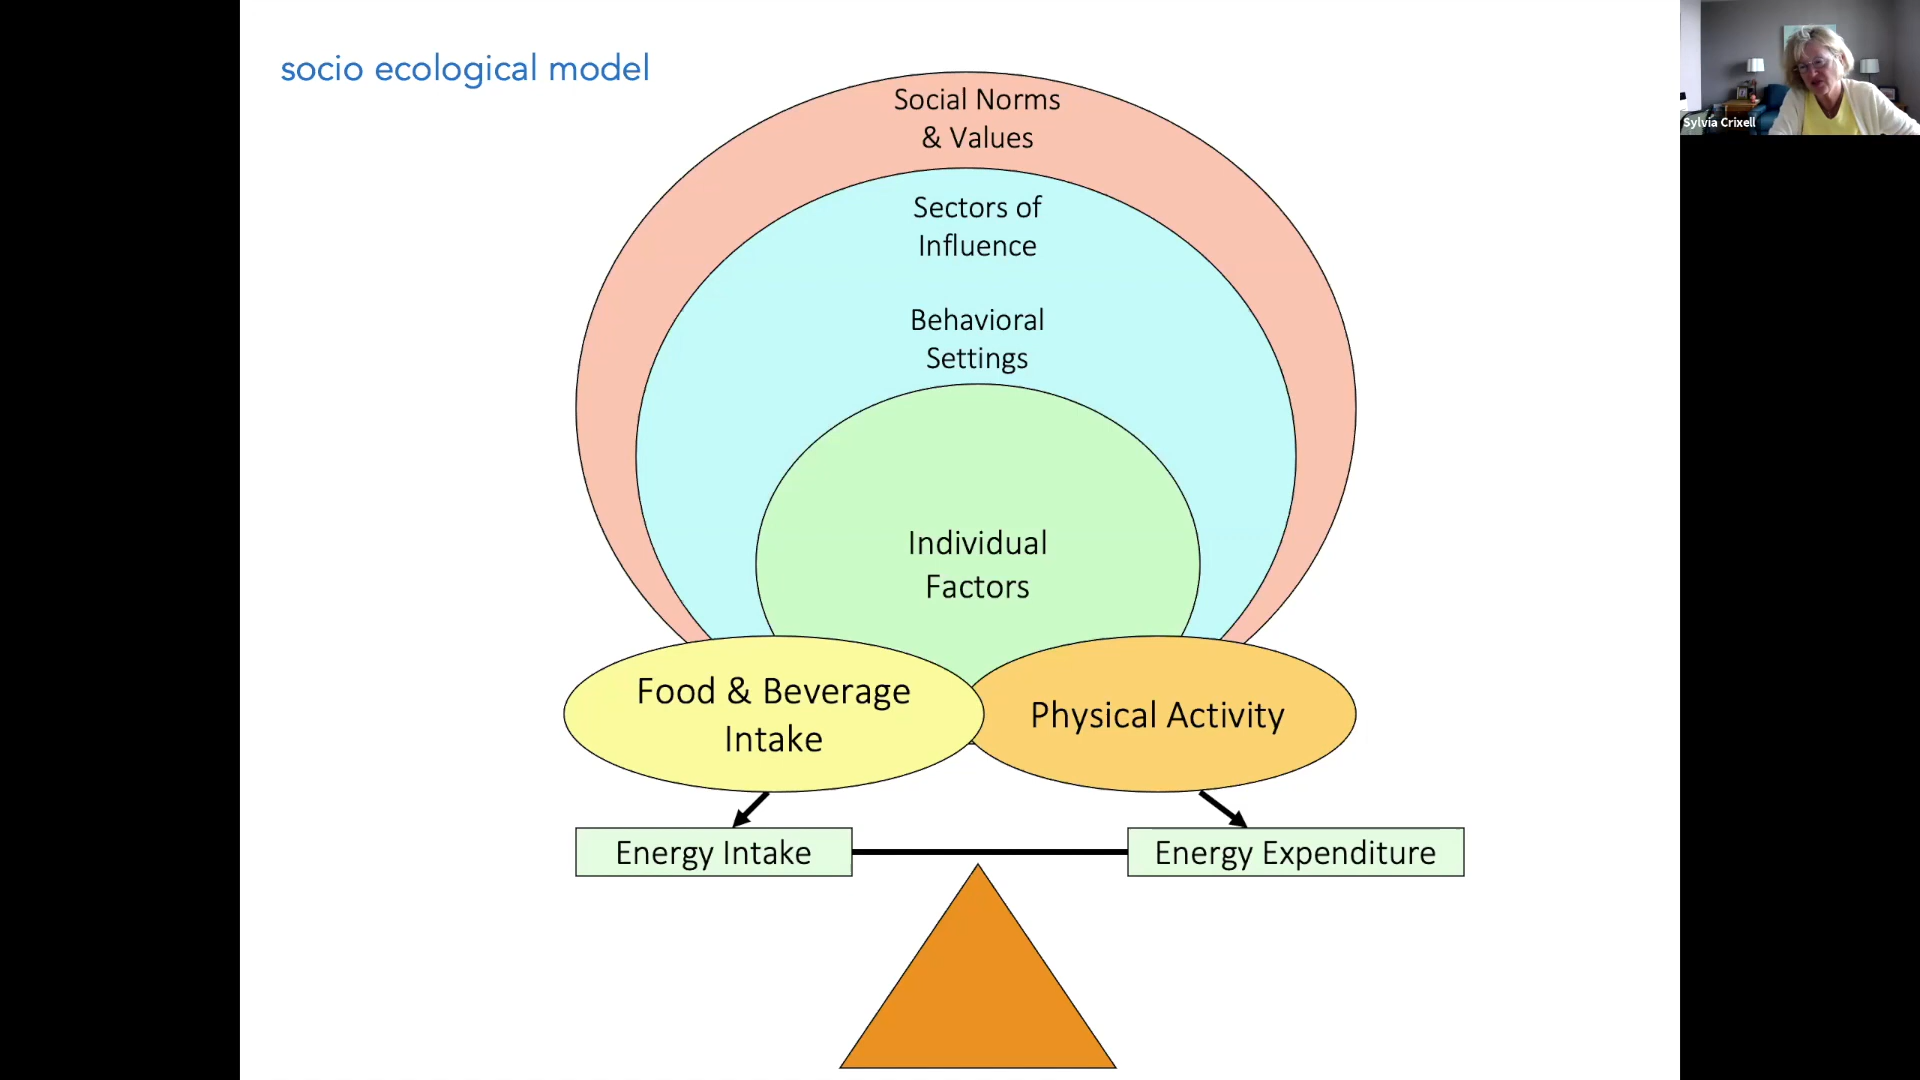 socio ecological model
Social Norms
& Values
Sectors of
Influence
Behavioral
Settings
Individual
Factors
Food & Beverage
Intake
Physical Activity
Energy Intake
Energy Expenditure
Sylvia Crixell